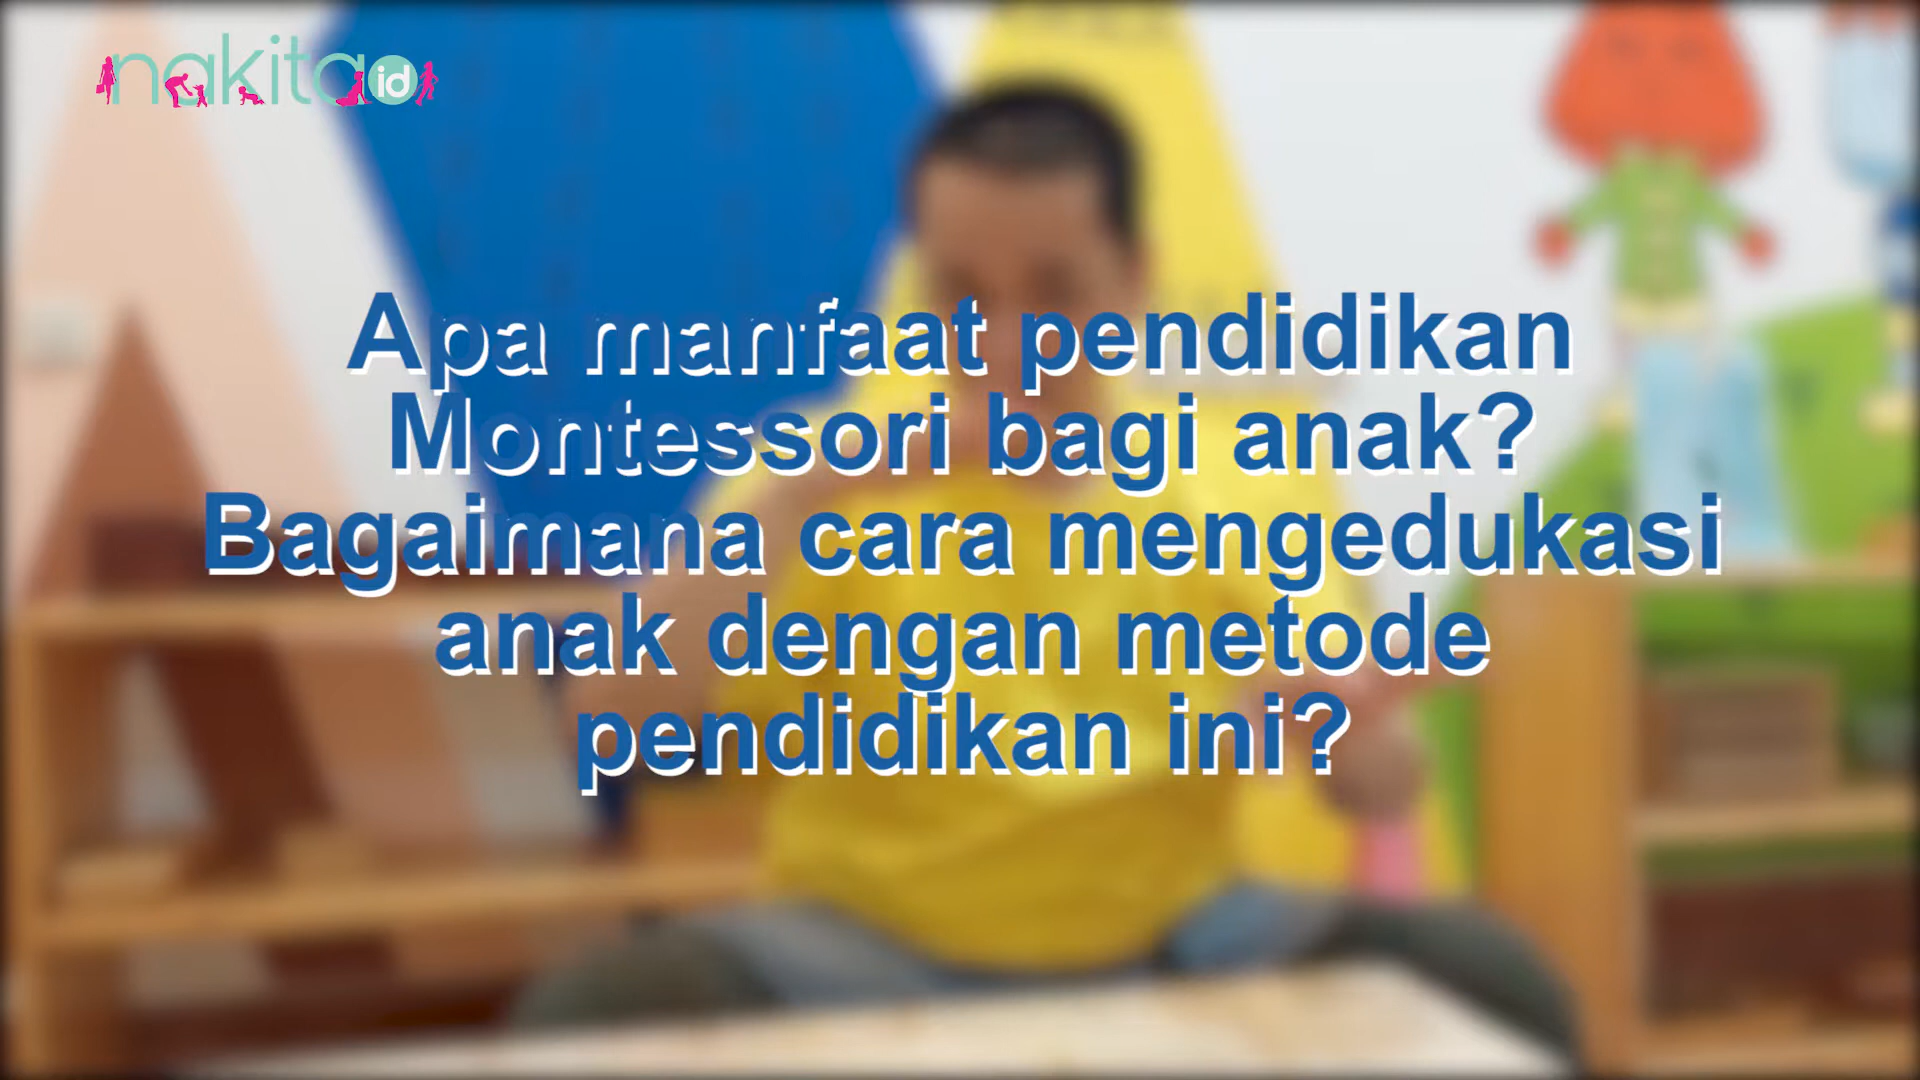 nakita id
Apa manfaat pendidikan
Montessori bagi anak?
Bagaimana cara mengedukasi
anak dengan metode
pendidikan ini?